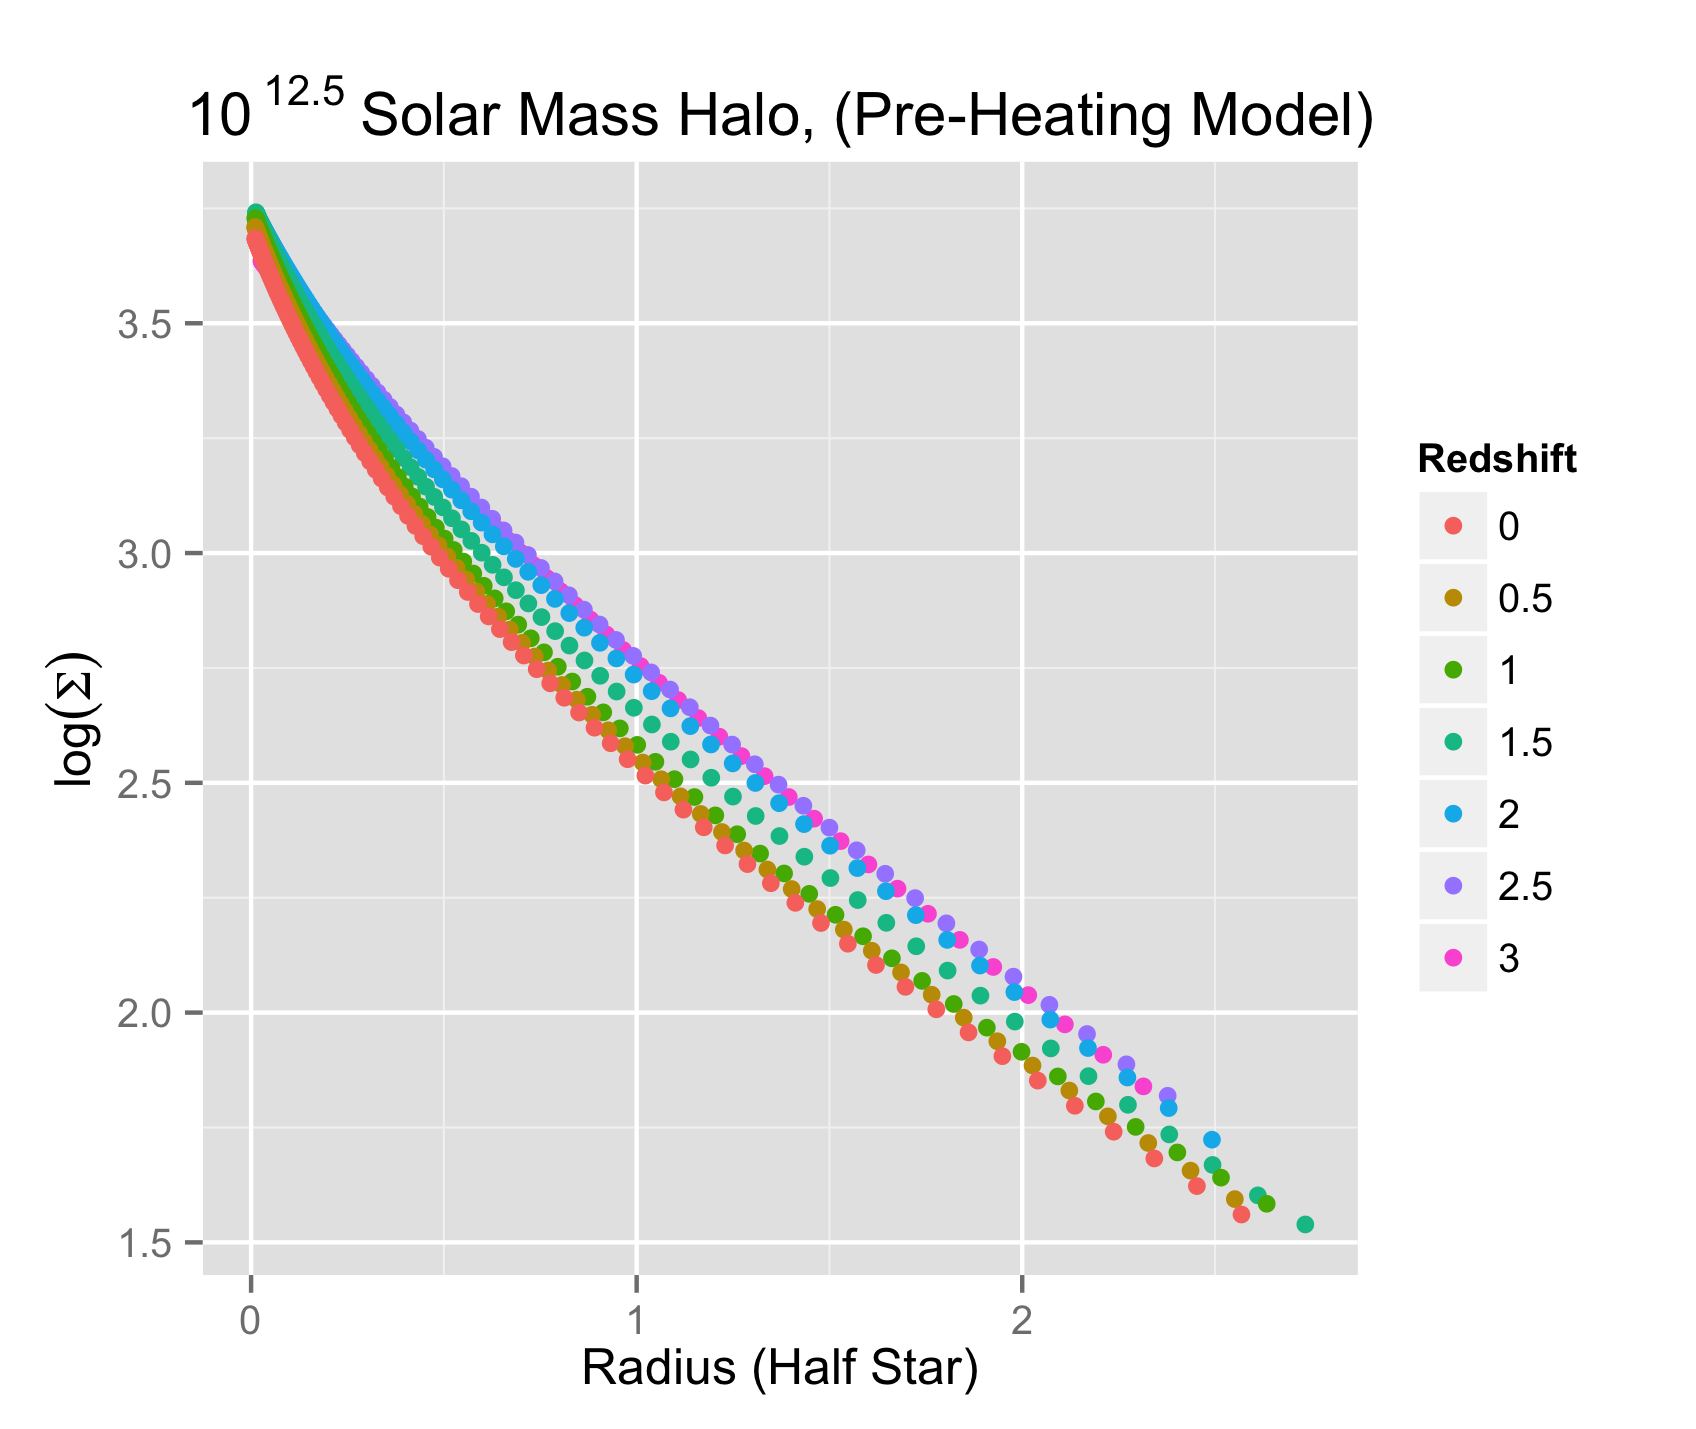 10 12.5 Solar Mass Halo, (Pre-Heating Model)
3.5
3.0
2.5
2.0
1.5
log(Σ)
0 1 2
Radius (Half Star)
Redshift
0
0.5
1
1.5
2
2.5
3